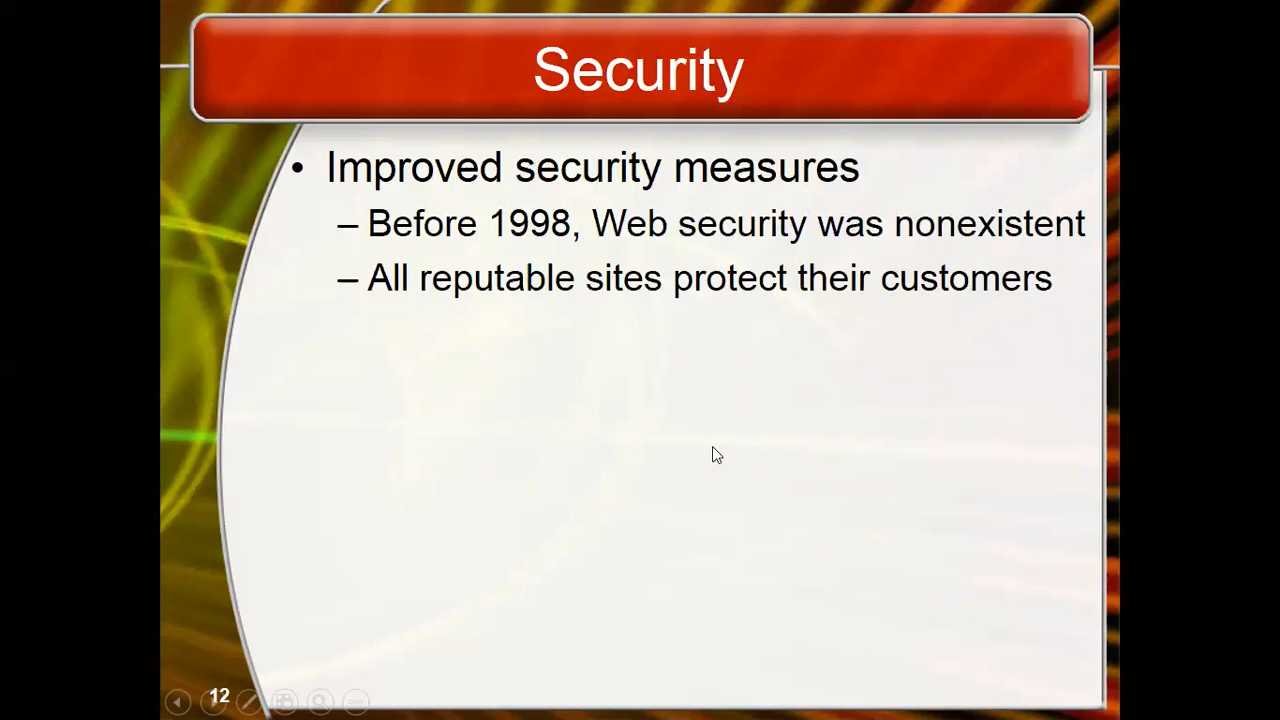 Security
• Improved security measures
– Before 1998, Web security was nonexistent
– All reputable sites protect their customers
12